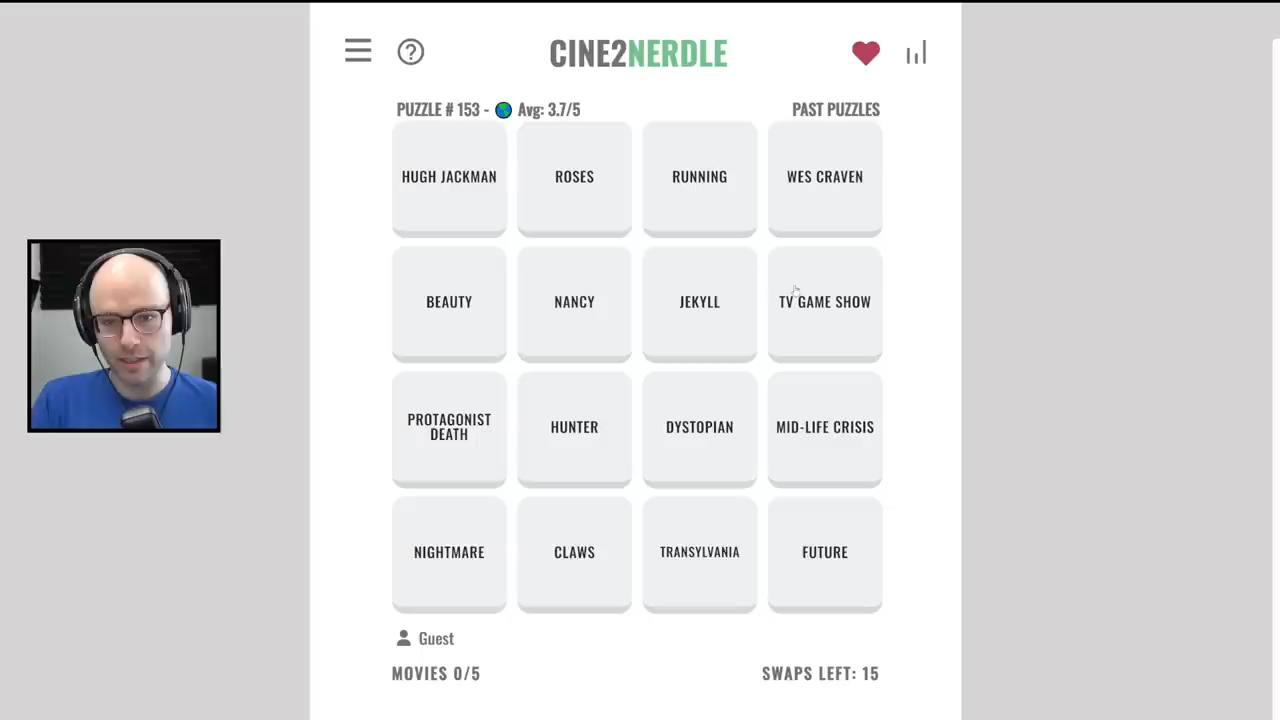 CINE2NERDLE
PUZZLE # 153 - Avg: 3.7/5
PAST PUZZLES
HUGH JACKMAN
ROSES
RUNNING
WES CRAVEN
BEAUTY
NANCY
JEKYLL
TV GAME SHOW
PROTAGONIST
DEATH
HUNTER
DYSTOPIAN
MID-LIFE CRISIS
NIGHTMARE
CLAWS
TRANSYLVANIA
FUTURE
Guest
MOVIES 0/5
SWAPS LEFT: 15